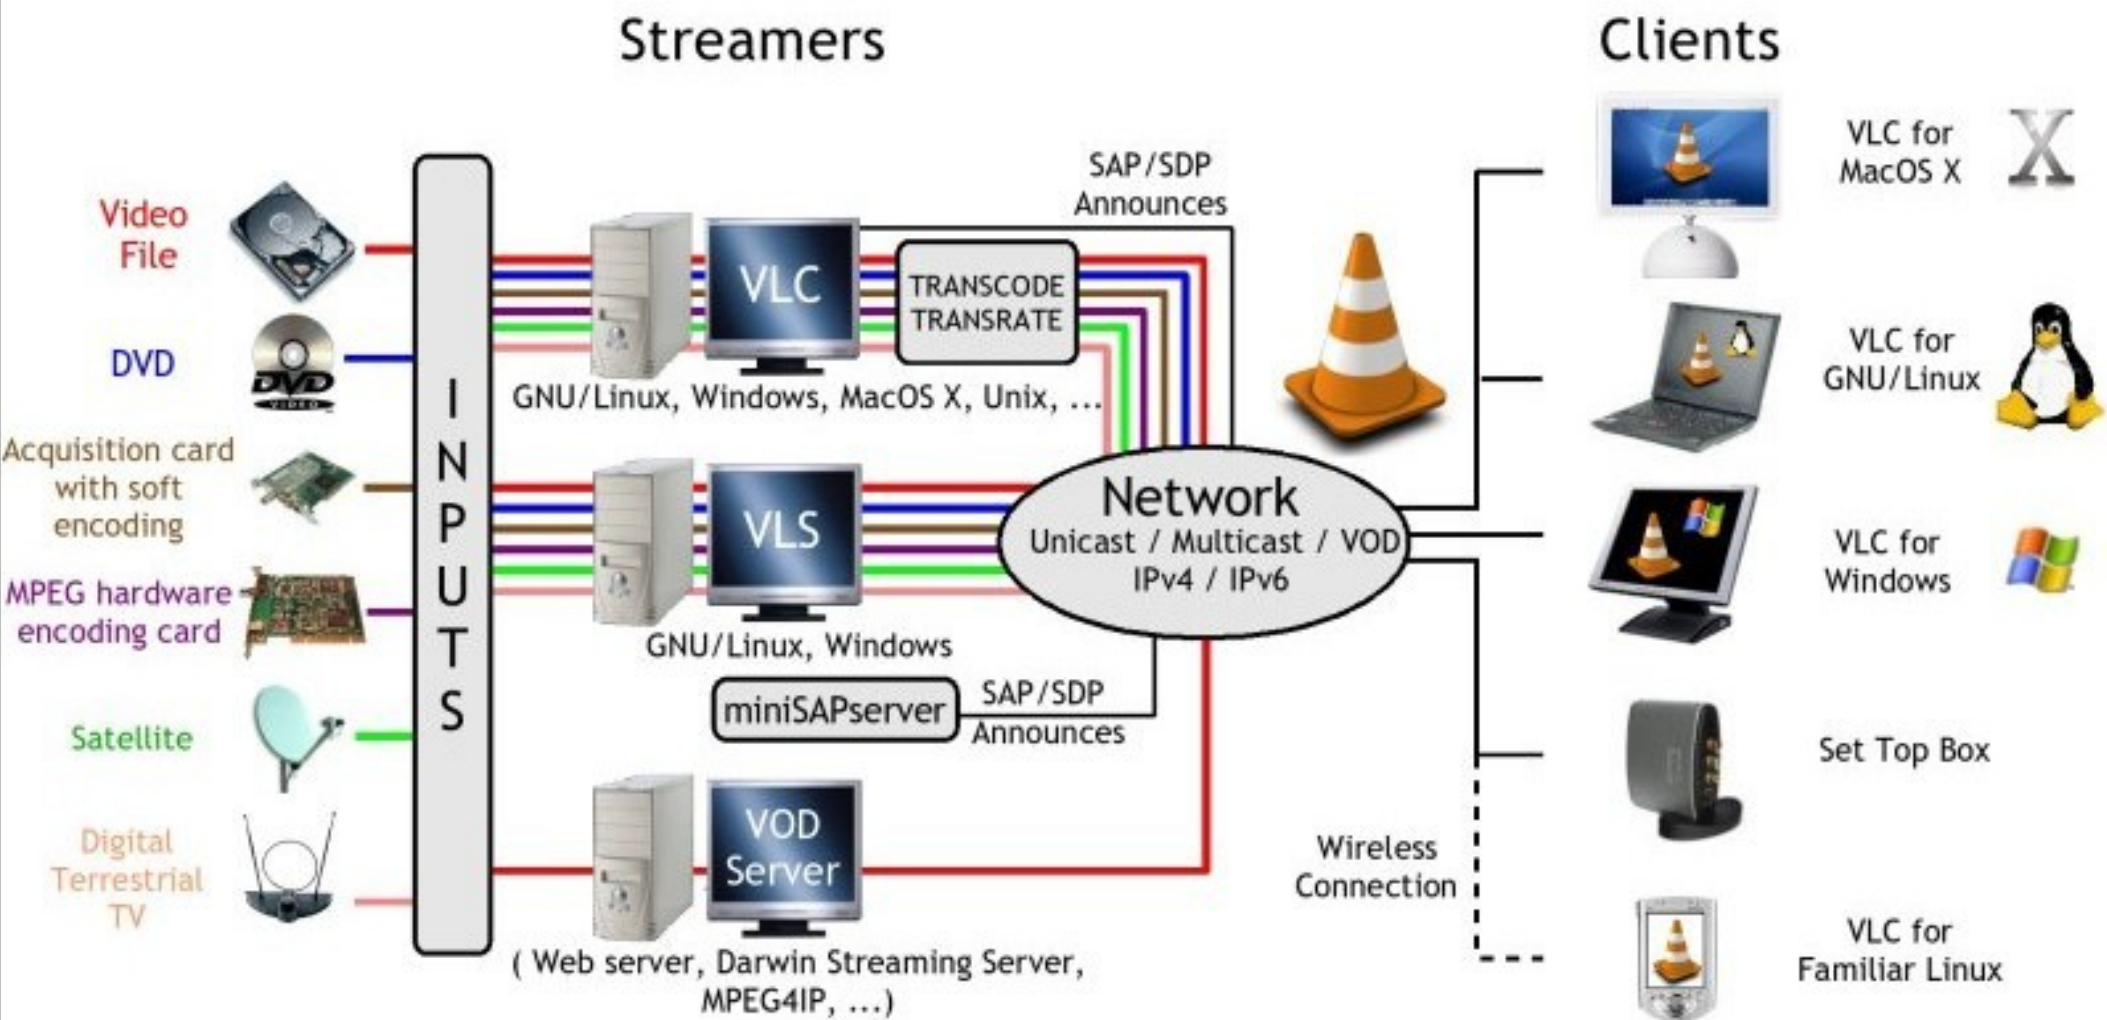 Streamers
Clients
Video
File
DVD
Acquisition card
with soft
encoding
MPEG hardware
encoding card
Satellite
Digital
Terrestrial
TV
DVD
VIDEO
INPUTS
VLC
TRANSCODE
TRANSRATE
SAP/SDP
Announces
GNU/Linux, Windows, MacOS X, Unix, ...
VLS
GNU/Linux, Windows
miniSAPserver
SAP/SDP
Announces
VOD
Server
( Web server, Darwin Streaming Server,
MPEG4IP, ...)
Network
Unicast / Multicast / VOD
IPv4 / IPv6
Wireless
Connection
VLC for
MacOS X
X
VLC for
GNU/Linux
VLC for
Windows
Set Top Box
VLC for
Familiar Linux